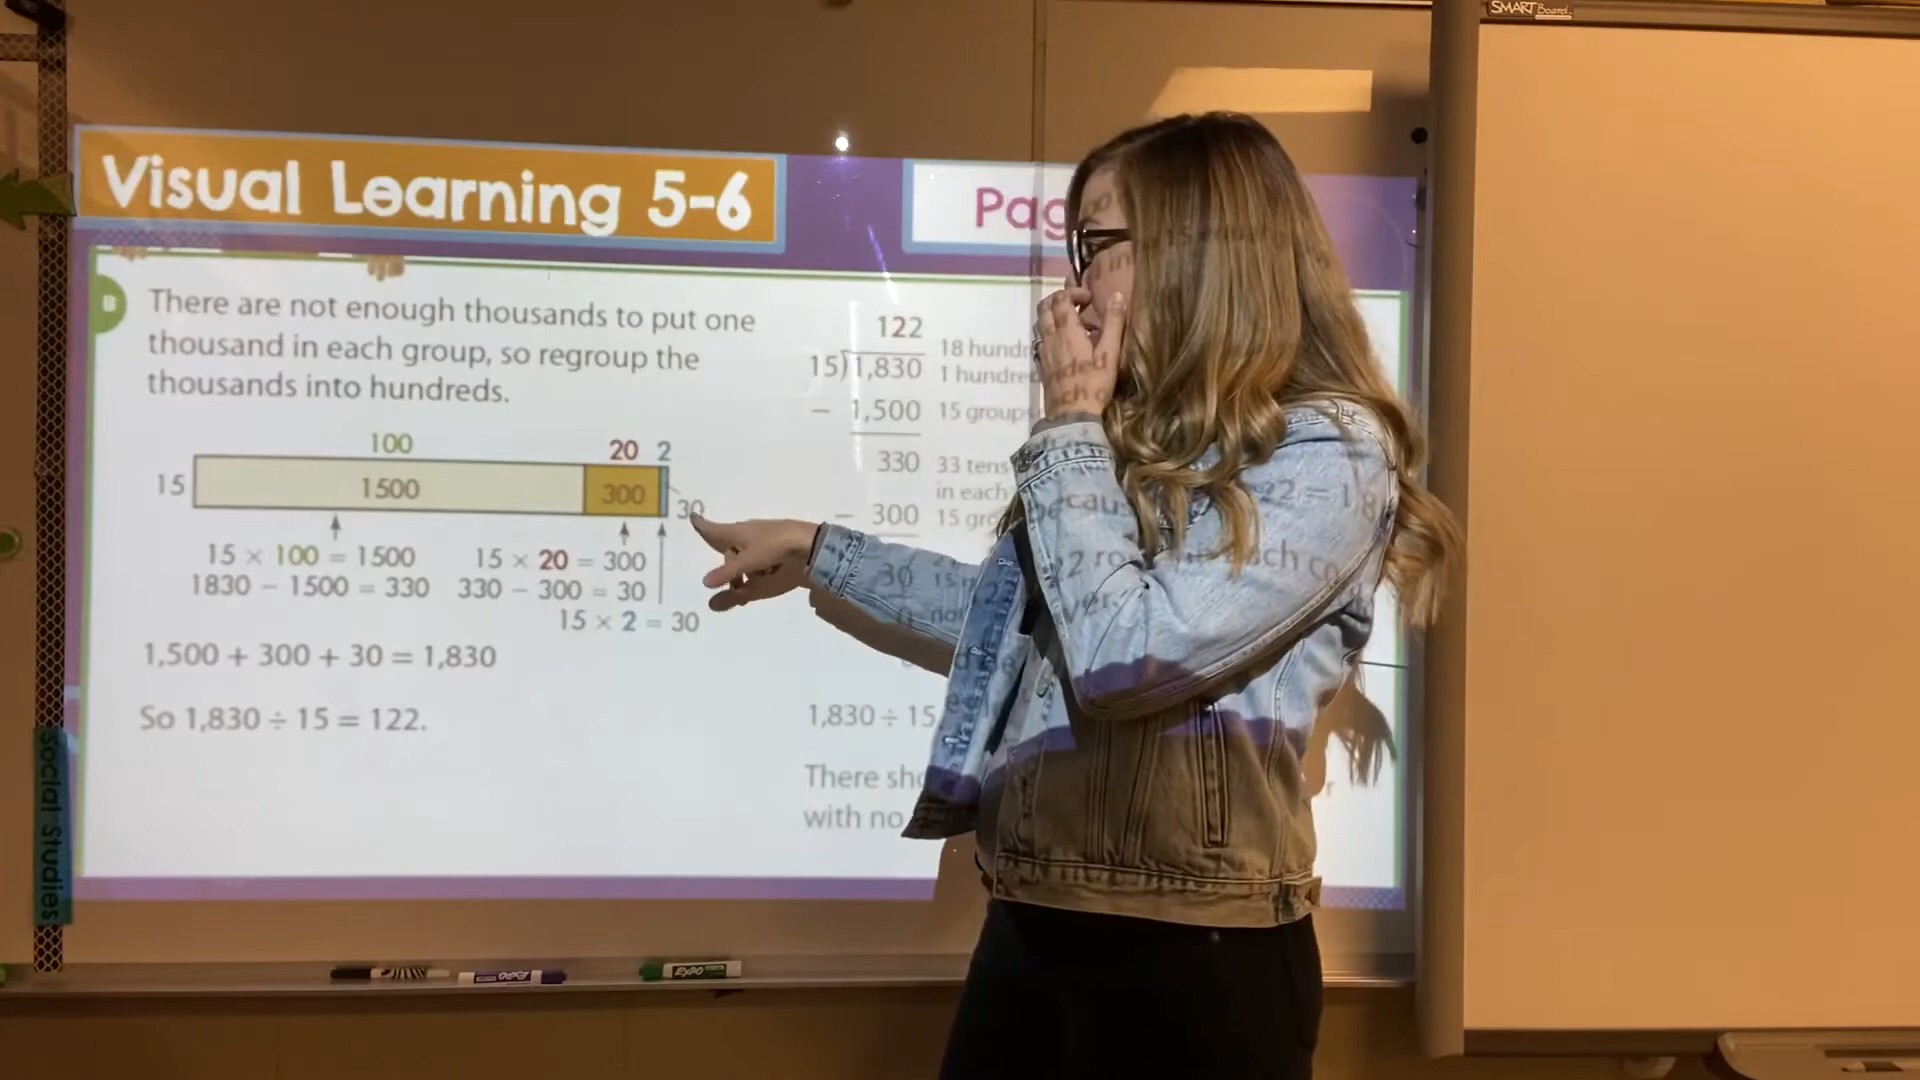 SMART Board
Visual Learning 5-6
Pag
B
There are not enough thousands to put one
thousand in each group, so regroup the
thousands into hundreds.
100 20 2
15 1500 300 30
15 × 100 = 1500
1830 − 1500 = 330
15 × 20 = 300
330 − 300 = 30
15 × 2 = 30
1,500 + 300 + 30 = 1,830
So 1,830 ÷ 15 = 122.
122
15)1,830
− 1,500
330
− 300
30
0
18 hund
1 hundre
15 groups
33 tens
in each
15 gro
1,830 ÷ 15
There sho
with no
social studies
EXPO